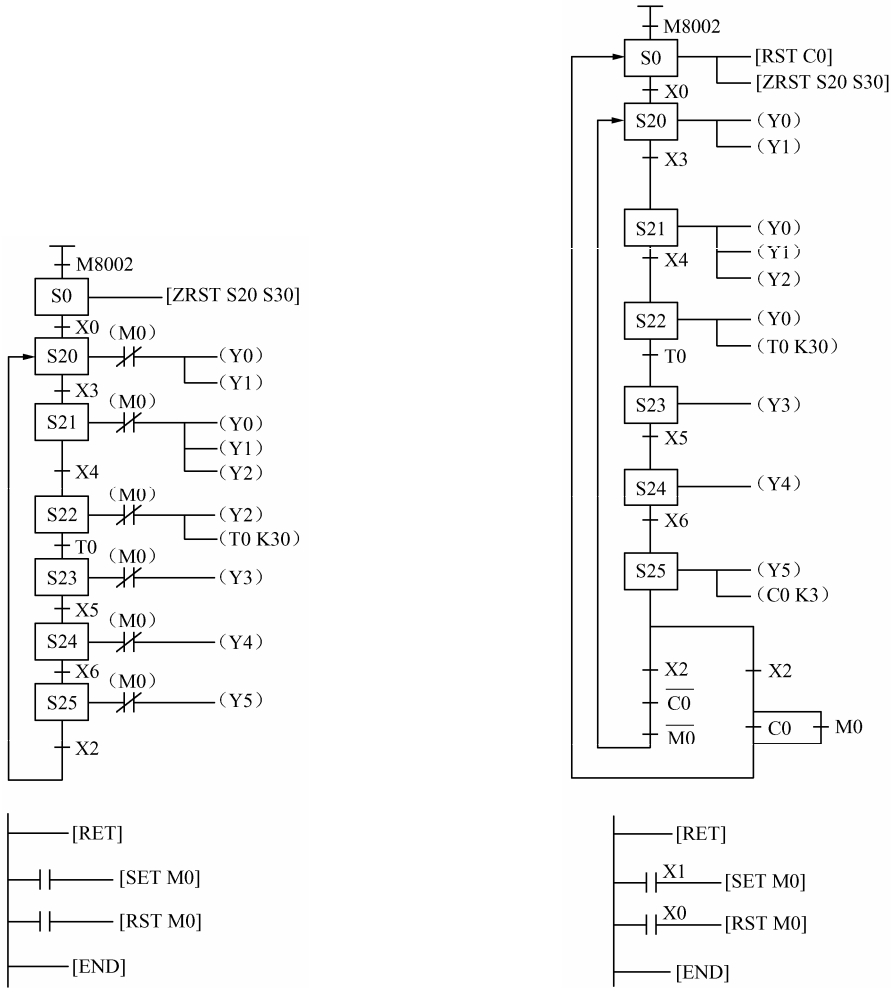 M8002
S0
[ZRST S20 S30]
X0
(M0)
S20
(Y0)
(Y1)
X3
(M0)
S21
(Y0)
(Y1)
(Y2)
X4
(M0)
S22
(Y2)
(T0 K30)
T0
(M0)
S23
(Y3)
X5
(M0)
S24
(Y4)
X6
(M0)
S25
(Y5)
X2
[RET]
[SET M0]
[RST M0]
[END]
M8002
S0
[RST C0]
[ZRST S20 S30]
X0
S20
(Y0)
(Y1)
X3
S21
(Y0)
(Y1)
(Y2)
X4
S22
(Y0)
(T0 K30)
T0
S23
(Y3)
X5
S24
(Y4)
X6
S25
(Y5)
(C0 K3)
X2
X2
C̅0̅
C0
M0
M̅0̅
[RET]
X1
[SET M0]
X0
[RST M0]
[END]